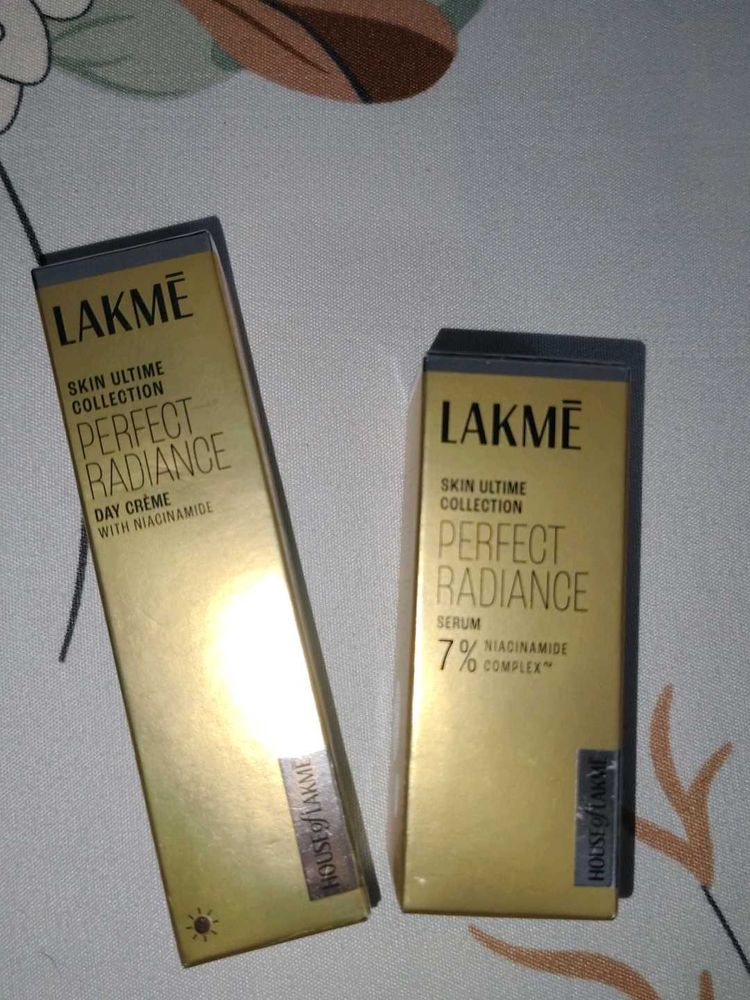 LAKMĒ
SKIN ULTIME
COLLECTION
PERFECT
RADIANCE
DAY CRÈME
WITH NIACINAMIDE
HOUSE of LAKMĒ
LAKMĒ
SKIN ULTIME
COLLECTION
PERFECT
RADIANCE
SERUM
7% NIACINAMIDE
COMPLEX™
HOUSE of LAKMĒ